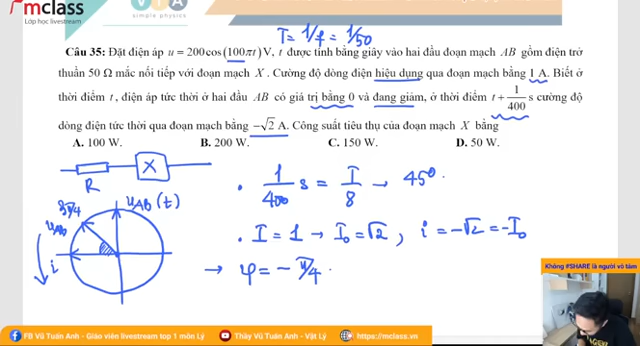 mclass
Lớp học livestream
VTA
simple physics
T = 1/f = 1/50
Câu 35: Đặt điện áp u = 200cos(100πt) V, t được tính bằng giây vào hai đầu đoạn mạch AB gồm điện trở
thuần 50 Ω mắc nối tiếp với đoạn mạch X. Cường độ dòng điện hiệu dụng qua đoạn mạch bằng 1 A. Biết ở
thời điểm t, điện áp tức thời ở hai đầu AB có giá trị bằng 0 và đang giảm, ở thời điểm t + 1/400 s cường độ
dòng điện tức thời qua đoạn mạch bằng −√2 A. Công suất tiêu thụ của đoạn mạch X bằng
A. 100 W. B. 200 W. C. 150 W. D. 50 W.
R X
• 1/400 s = T/8 → 45°.
3π/4 u_AB(t)
u_AB
i
• I = 1 → I₀ = √2, i = −√2 = −I₀
→ φ = −π/4.
Không #SHARE là người vô tâm
FB Vũ Tuấn Anh - Giáo viên livestream top 1 môn Lý
Thầy Vũ Tuấn Anh - Vật Lý
https://mclass.vn